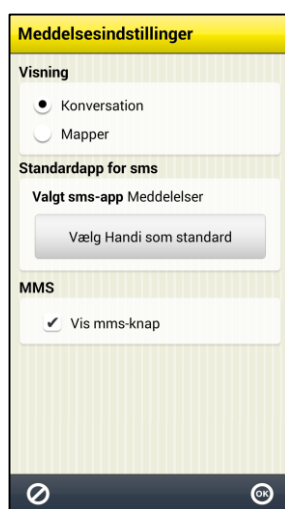 Meddelsesindstillinger
Visning
Konversation
Mapper
Standardapp for sms
Valgt sms-app Meddelelser
Vælg Handi som standard
MMS
Vis mms-knap
OK